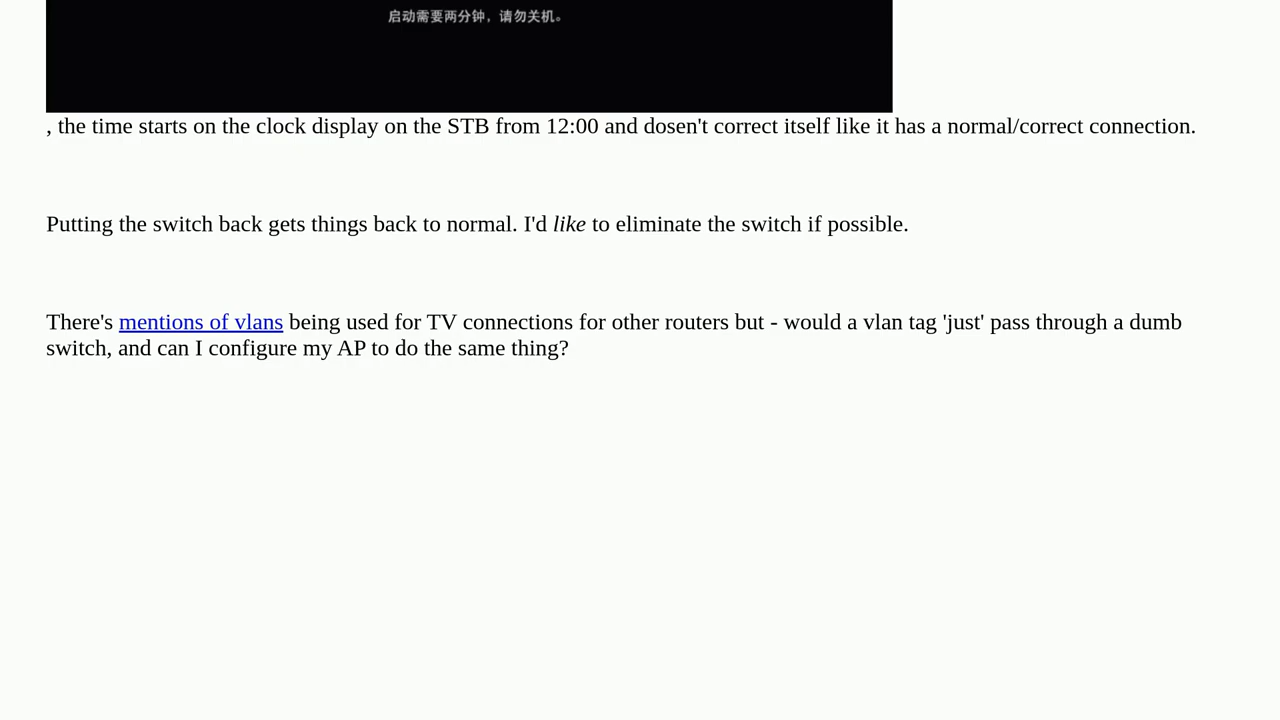 启动需要两分钟，请勿关机。
, the time starts on the clock display on the STB from 12:00 and dosen't correct itself like it has a normal/correct connection.
Putting the switch back gets things back to normal. I'd like to eliminate the switch if possible.
There's mentions of vlans being used for TV connections for other routers but - would a vlan tag 'just' pass through a dumb
switch, and can I configure my AP to do the same thing?